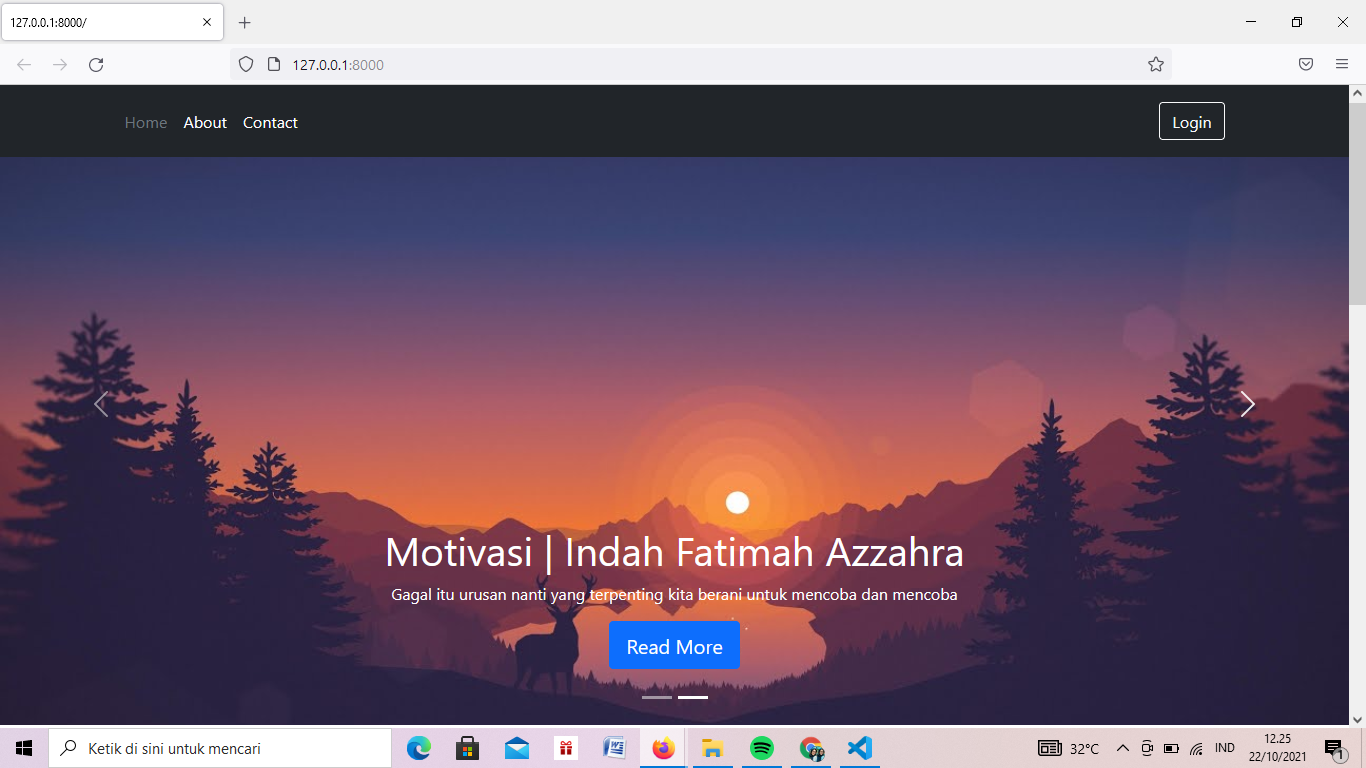 127.0.0.1:8000/
127.0.0.1:8000
Home About Contact Login
Motivasi | Indah Fatimah Azzahra
Gagal itu urusan nanti yang terpenting kita berani untuk mencoba dan mencoba
Read More
Ketik di sini untuk mencari
32°C
IND
12.25
22/10/2021
1